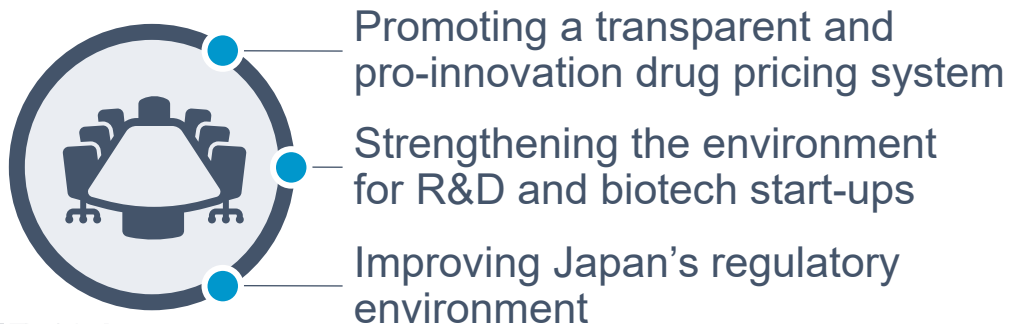 Promoting a transparent and
pro-innovation drug pricing system
Strengthening the environment
for R&D and biotech start-ups
Improving Japan’s regulatory
environment